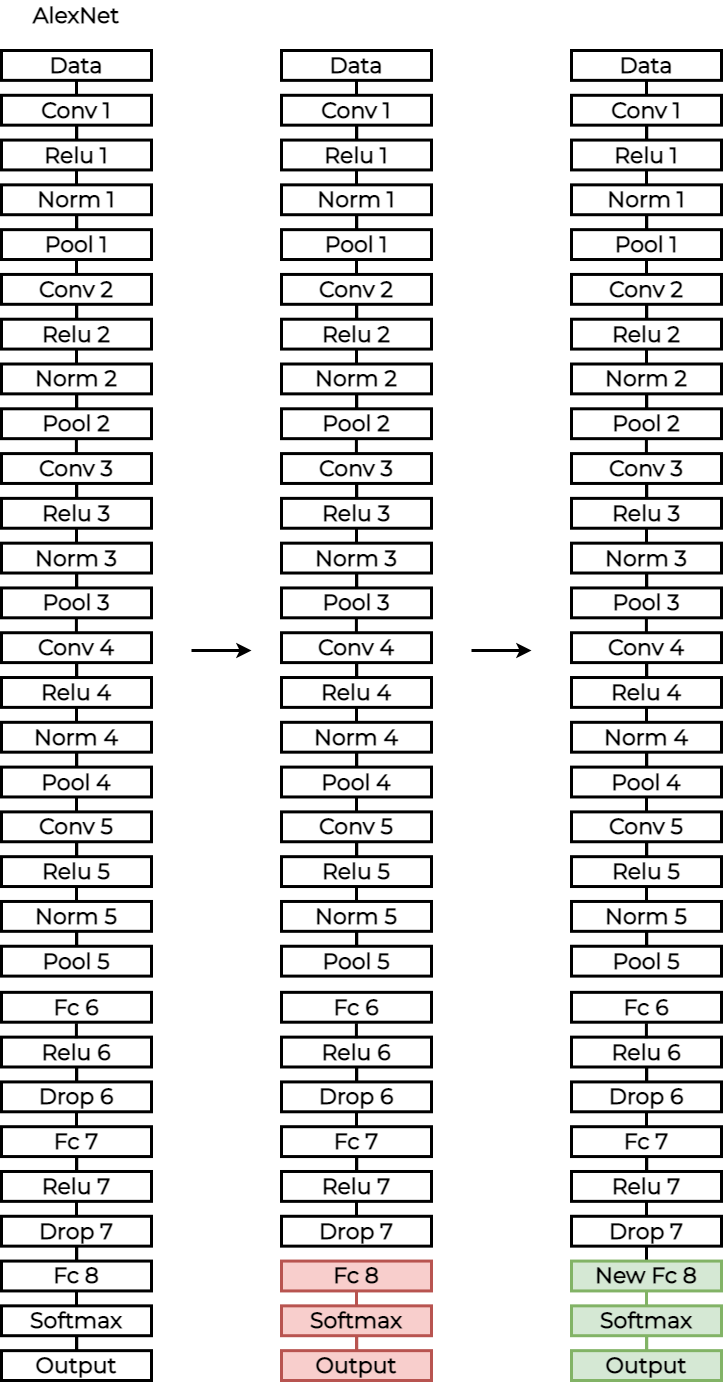 AlexNet
Data
Conv 1
Relu 1
Norm 1
Pool 1
Conv 2
Relu 2
Norm 2
Pool 2
Conv 3
Relu 3
Norm 3
Pool 3
Conv 4
Relu 4
Norm 4
Pool 4
Conv 5
Relu 5
Norm 5
Pool 5
Fc 6
Relu 6
Drop 6
Fc 7
Relu 7
Drop 7
Fc 8
Softmax
Output
Data
Conv 1
Relu 1
Norm 1
Pool 1
Conv 2
Relu 2
Norm 2
Pool 2
Conv 3
Relu 3
Norm 3
Pool 3
Conv 4
Relu 4
Norm 4
Pool 4
Conv 5
Relu 5
Norm 5
Pool 5
Fc 6
Relu 6
Drop 6
Fc 7
Relu 7
Drop 7
Fc 8
Softmax
Output
Data
Conv 1
Relu 1
Norm 1
Pool 1
Conv 2
Relu 2
Norm 2
Pool 2
Conv 3
Relu 3
Norm 3
Pool 3
Conv 4
Relu 4
Norm 4
Pool 4
Conv 5
Relu 5
Norm 5
Pool 5
Fc 6
Relu 6
Drop 6
Fc 7
Relu 7
Drop 7
New Fc 8
Softmax
Output